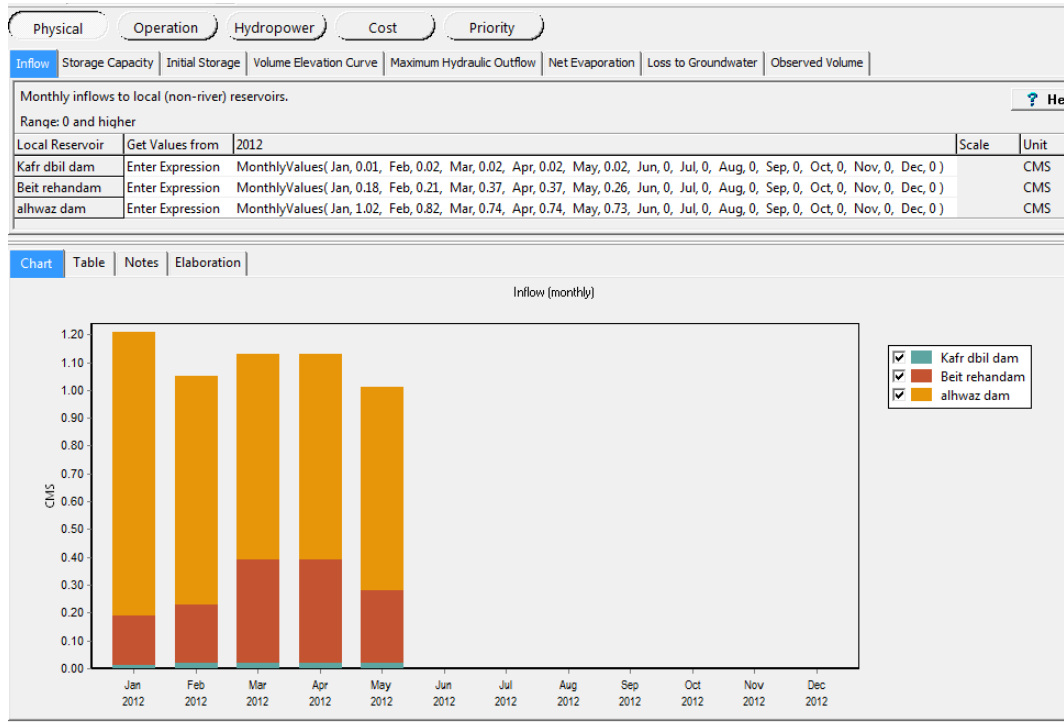 Physical Operation Hydropower Cost Priority
Inflow Storage Capacity Initial Storage Volume Elevation Curve Maximum Hydraulic Outflow Net Evaporation Loss to Groundwater Observed Volume
Monthly inflows to local (non-river) reservoirs. ? He
Range: 0 and higher
Local Reservoir Get Values from 2012 Scale Unit
Kafr dbil dam Enter Expression MonthlyValues( Jan, 0.01, Feb, 0.02, Mar, 0.02, Apr, 0.02, May, 0.02, Jun, 0, Jul, 0, Aug, 0, Sep, 0, Oct, 0, Nov, 0, Dec, 0 ) CMS
Beit rehandam Enter Expression MonthlyValues( Jan, 0.18, Feb, 0.21, Mar, 0.37, Apr, 0.37, May, 0.26, Jun, 0, Jul, 0, Aug, 0, Sep, 0, Oct, 0, Nov, 0, Dec, 0 ) CMS
alhwaz dam Enter Expression MonthlyValues( Jan, 1.02, Feb, 0.82, Mar, 0.74, Apr, 0.74, May, 0.73, Jun, 0, Jul, 0, Aug, 0, Sep, 0, Oct, 0, Nov, 0, Dec, 0 ) CMS
Chart Table Notes Elaboration
Inflow (monthly)
1.20
1.10
1.00
0.90
0.80
0.70
0.60
0.50
0.40
0.30
0.20
0.10
0.00
CMS
Jan Feb Mar Apr May Jun Jul Aug Sep Oct Nov Dec
2012 2012 2012 2012 2012 2012 2012 2012 2012 2012 2012 2012
Kafr dbil dam
Beit rehandam
alhwaz dam